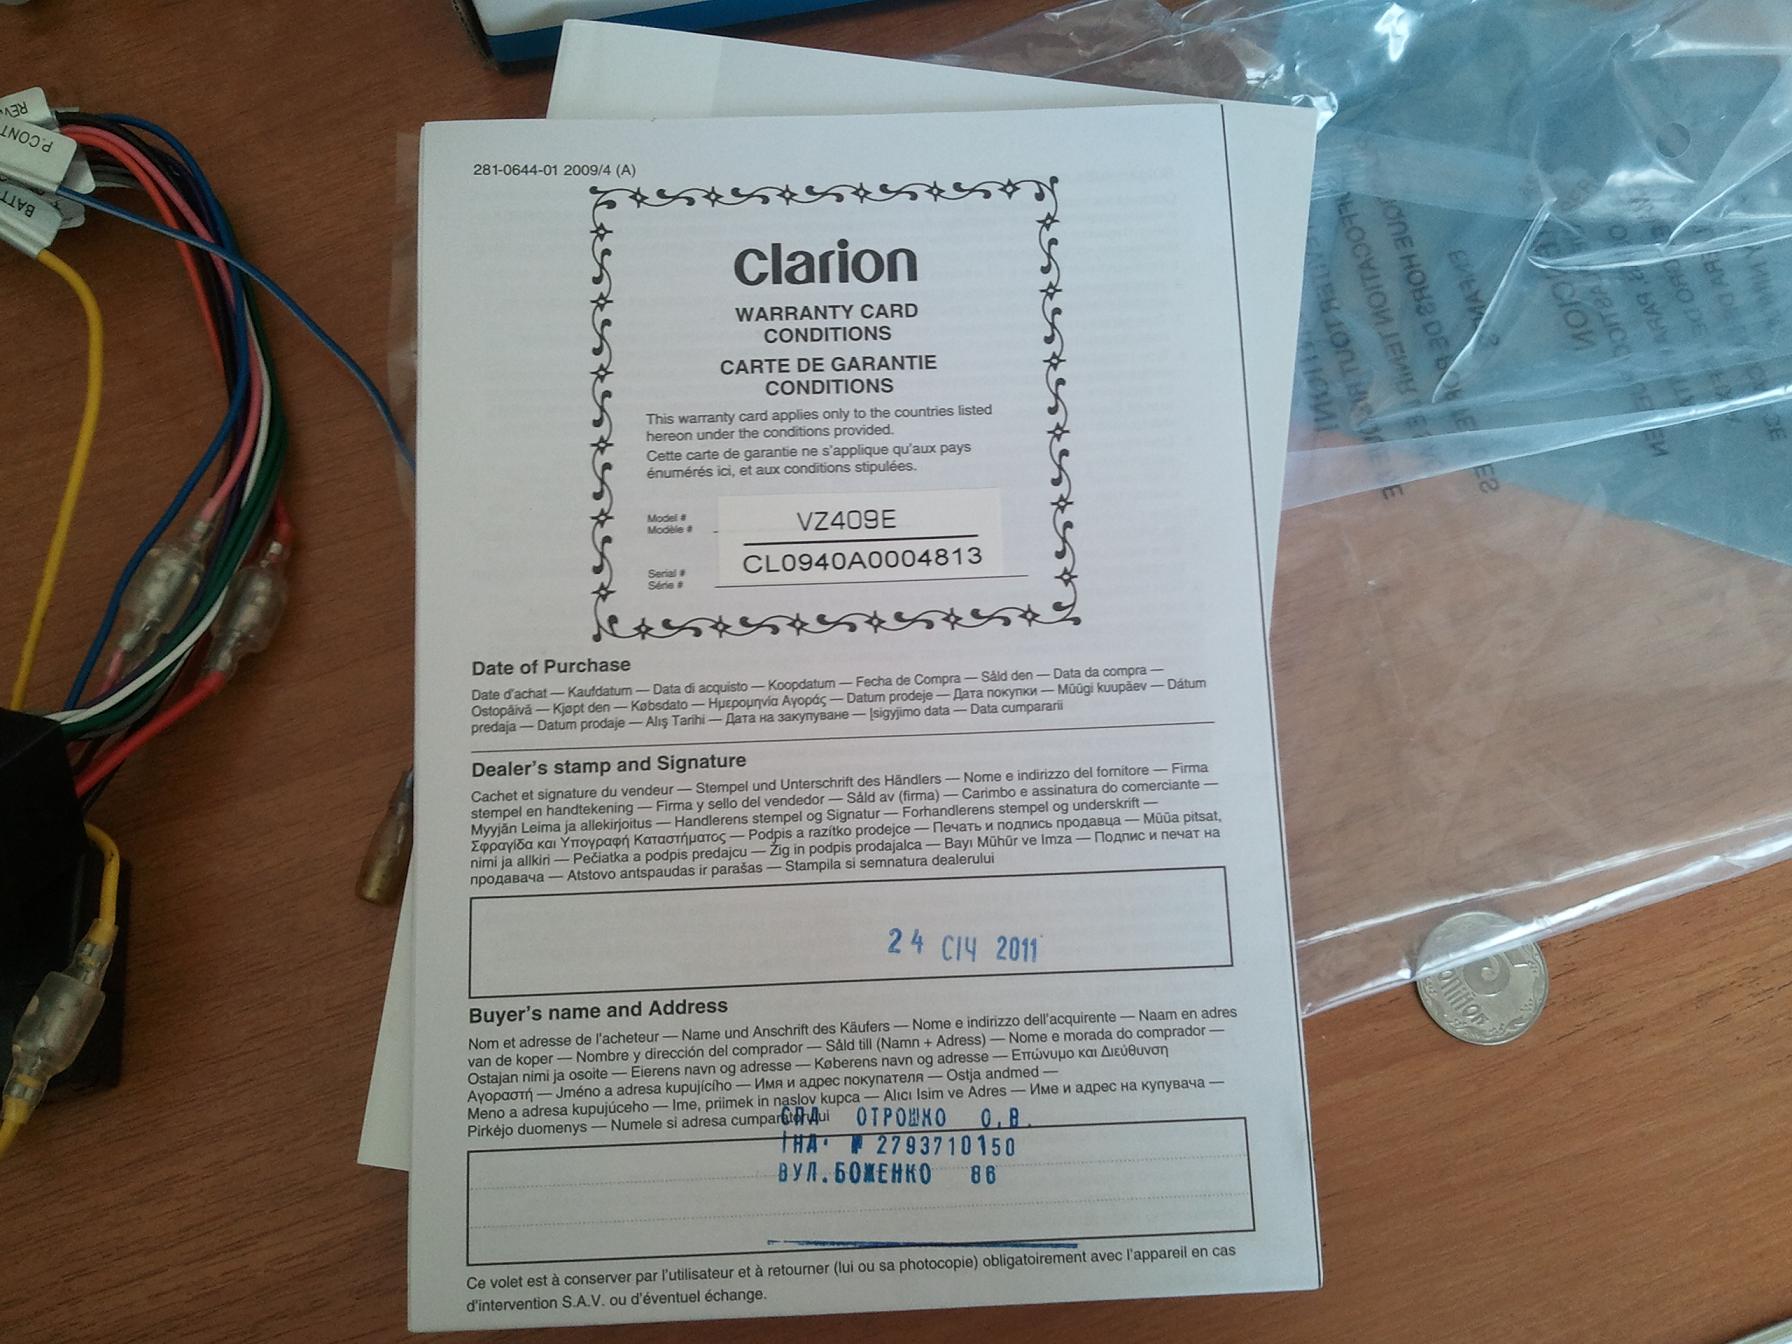 REV
P.CONT
BATT
281-0644-01 2009/4 (A)
clarion
WARRANTY CARD
CONDITIONS
CARTE DE GARANTIE
CONDITIONS
This warranty card applies only to the countries listed
hereon under the conditions provided.
Cette carte de garantie ne s'applique qu'aux pays
énumérés ici, et aux conditions stipulées.
Model #
Modèle #
VZ409E
CL0940A0004813
Serial #
Série #
Date of Purchase
Date d'achat — Kaufdatum — Data di acquisto — Koopdatum — Fecha de Compra — Såld den — Data da compra —
Ostopäivä — Kjøpt den — Købsdato — Ημερομηνία Αγοράς — Datum prodeje — Дата покупки — Müügi kuupäev — Dátum
predaja — Datum prodaje — Alış Tarihi — Дата на закупуване — Įsigyjimo data — Data cumpararii
Dealer's stamp and Signature
Cachet et signature du vendeur — Stempel und Unterschrift des Händlers — Nome e indirizzo del fornitore — Firma
stempel en handtekening — Firma y sello del vendedor — Såld av (firma) — Carimbo e assinatura do comerciante —
Myyjän Leima ja allekirjoitus — Handlerens stempel og Signatur — Forhandlerens stempel og underskrift —
Σφραγίδα και Υπογραφή Καταστήματος — Podpis a razítko prodejce — Печать и подпись продавца — Müüa pitsat,
nimi ja allkiri — Pečiatka a podpis predajcu — Žig in podpis prodajalca — Bayı Mühür ve Imza — Подпис и печат на
продавача — Atstovo antspaudas ir parašas — Stampila si semnatura dealerului
24 СІЧ 2011
Buyer's name and Address
Nom et adresse de l'acheteur — Name und Anschrift des Käufers — Nome e indirizzo dell'acquirente — Naam en adres
van de koper — Nombre y dirección del comprador — Såld till (Namn + Adress) — Nome e morada do comprador —
Ostajan nimi ja osoite — Eierens navn og adresse — Køberens navn og adresse — Επώνυμο και Διεύθυνση
Αγοραστή — Jméno a adresa kupujícího — Имя и адрес покупателя — Ostja andmed —
Meno a adresa kupujúceho — Ime, priimek in naslov kupca — Alıcı Isim ve Adres — Име и адрес на купувача —
Pirkėjo duomenys — Numele si adresa cumparatorului
СПД ОТРОШКО О.В.
ІНД. № 2793710150
ВУЛ.БОЖЕНКО 86
Ce volet est à conserver par l'utilisateur et à retourner (lui ou sa photocopie) obligatoirement avec l'appareil en cas
d'intervention S.A.V. ou d'éventuel échange.
5